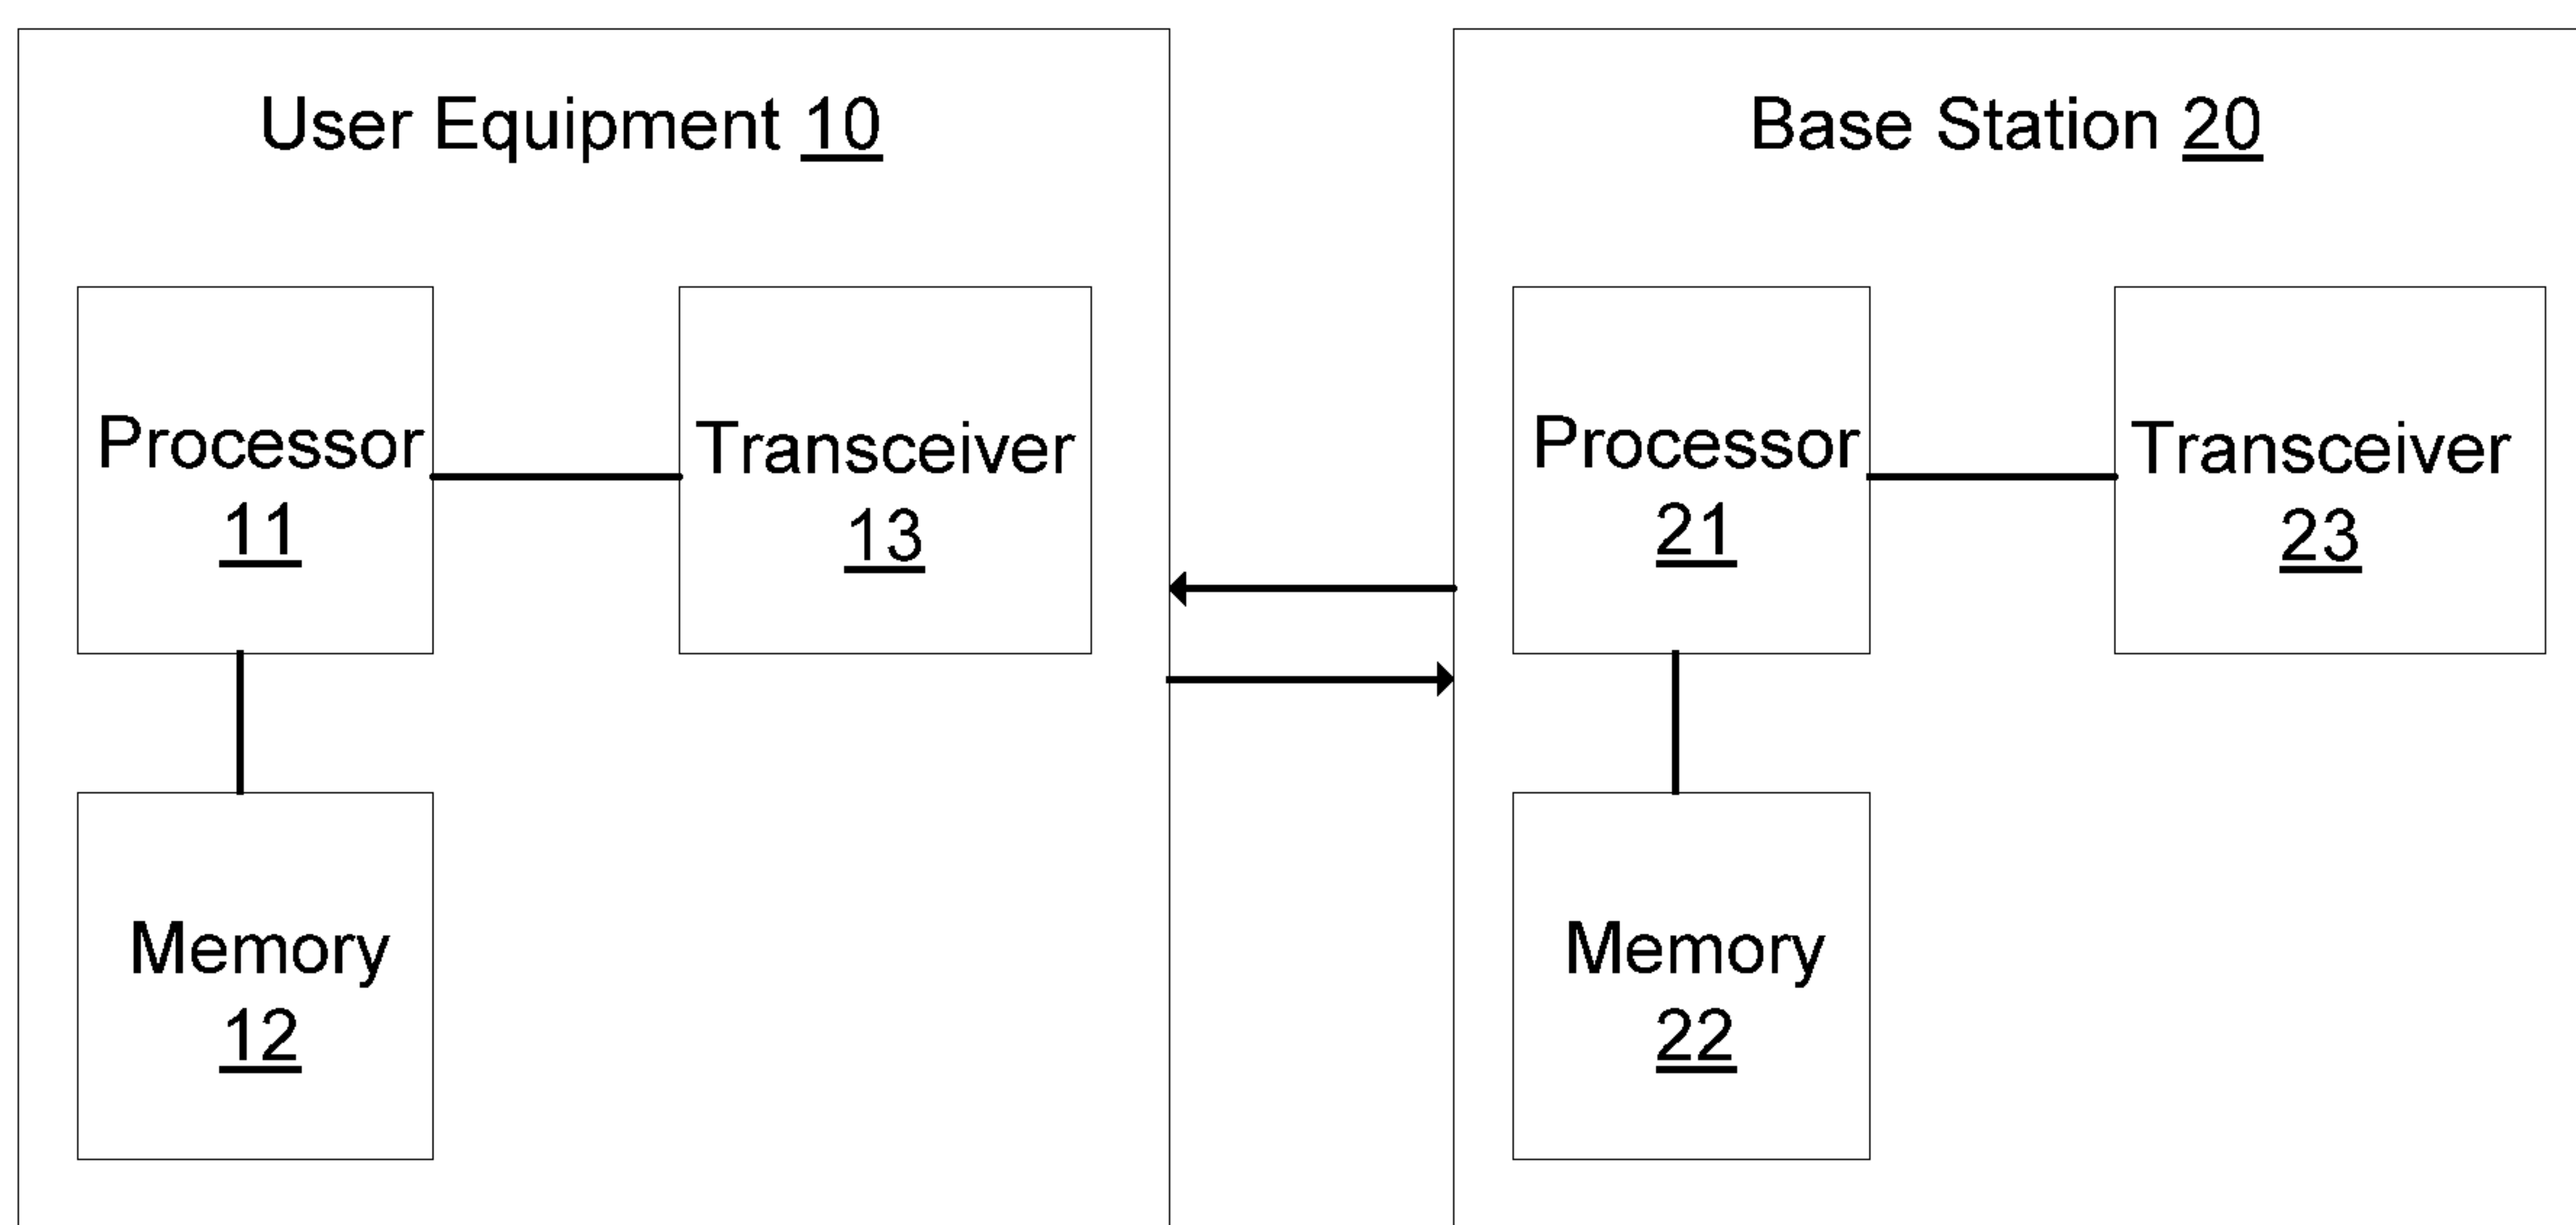 User Equipment 10
Processor
11
Transceiver
13
Memory
12
Base Station 20
Processor
21
Transceiver
23
Memory
22